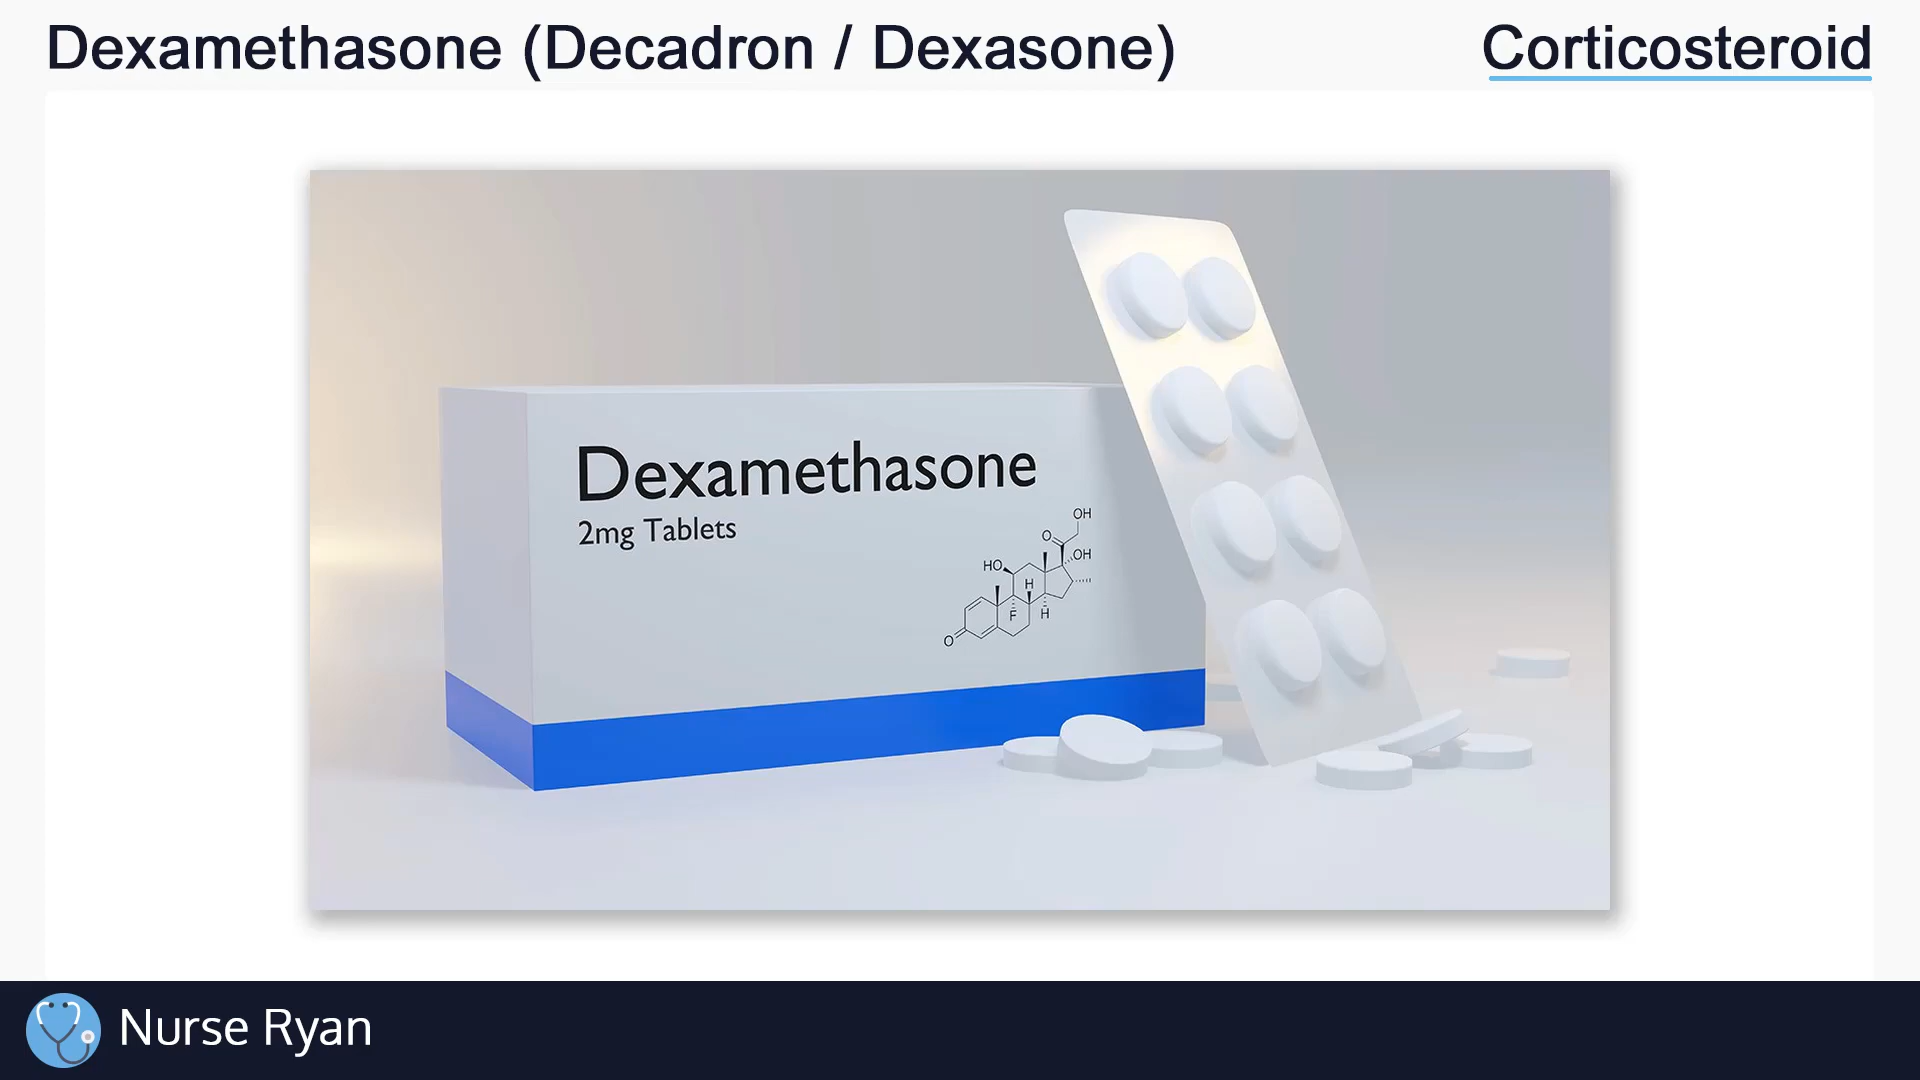 Dexamethasone (Decadron / Dexasone)
Corticosteroid
Dexamethasone
2mg Tablets
OH
O
OH
HO
H
F
H
O
Nurse Ryan